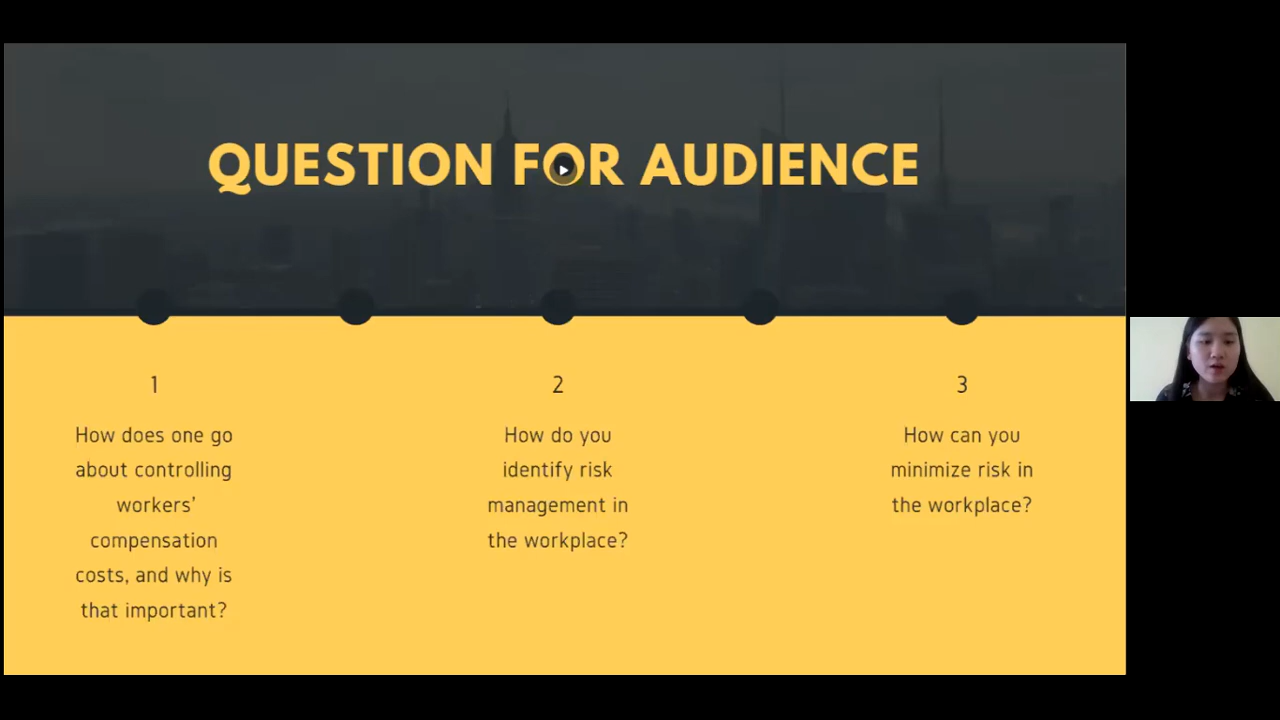 QUESTION FOR AUDIENCE
1
How does one go
about controlling
workers’
compensation
costs, and why is
that important?
2
How do you
identify risk
management in
the workplace?
3
How can you
minimize risk in
the workplace?